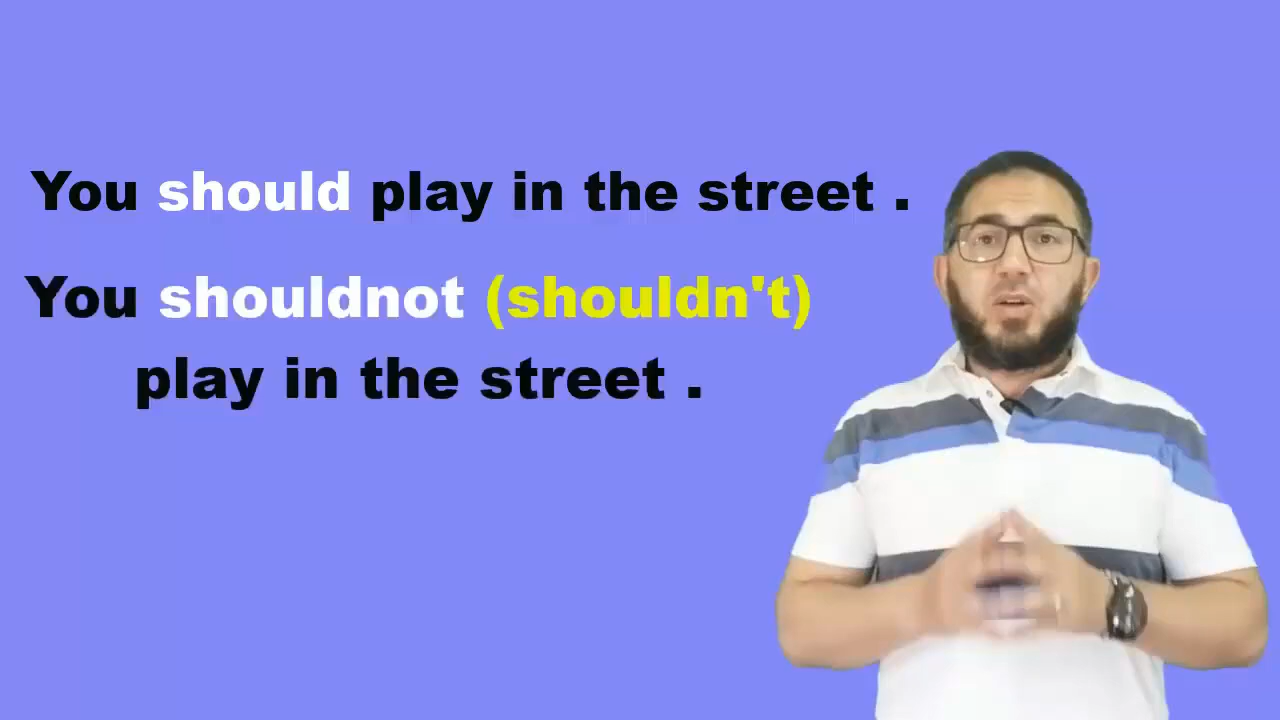 You should play in the street .
You shouldnot (shouldn't)
play in the street .